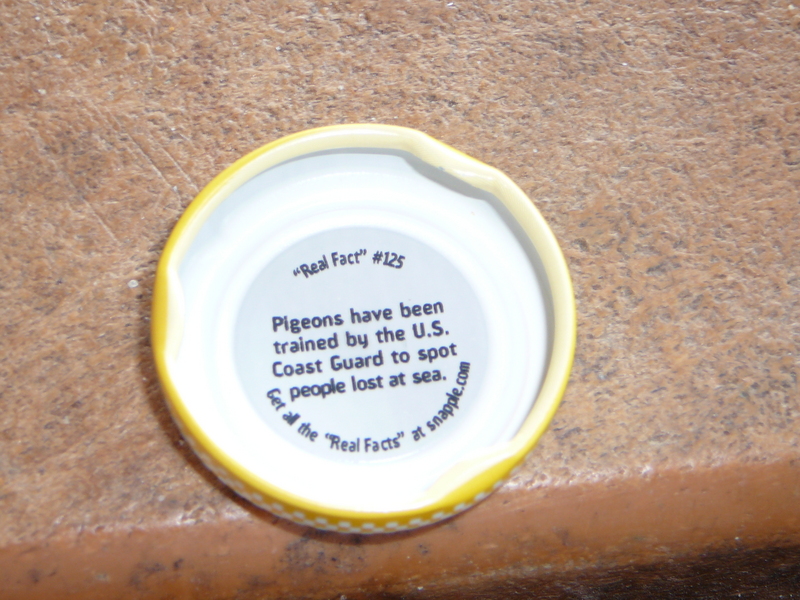 “Real Fact” #125
Pigeons have been
trained by the U.S.
Coast Guard to spot
people lost at sea.
Get all the “Real Facts” at snapple.com